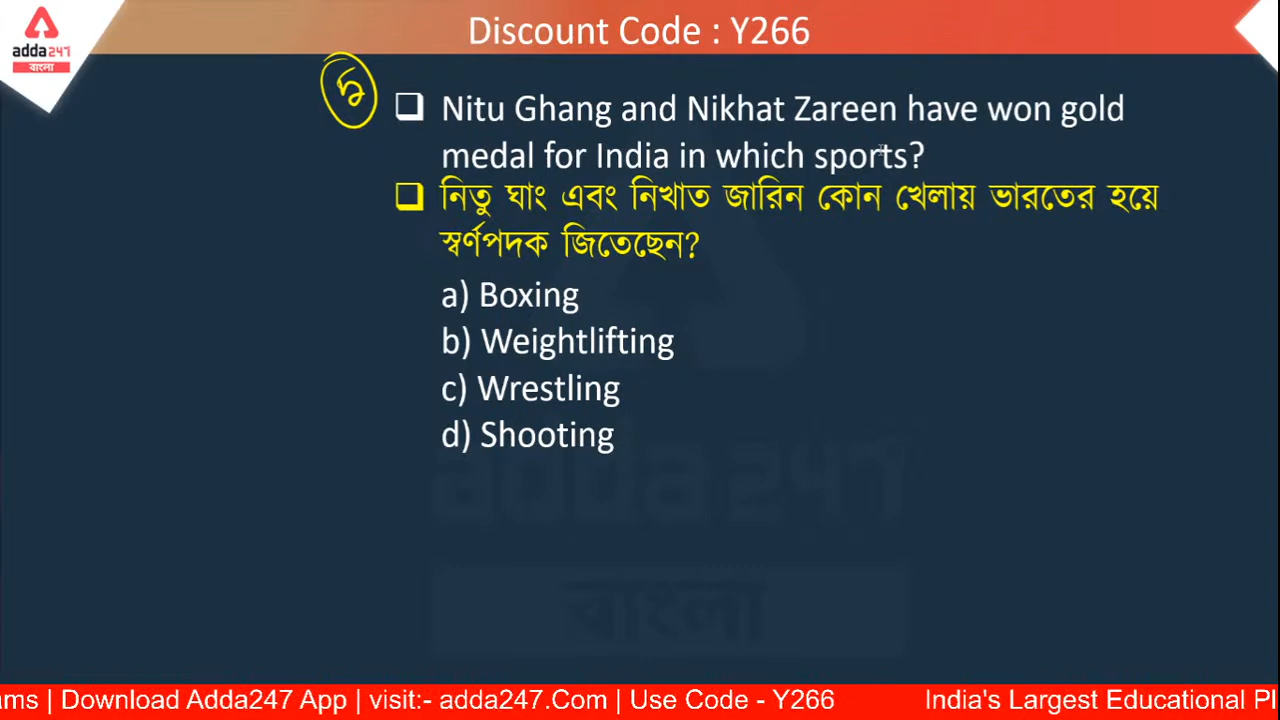 Discount Code : Y266
adda247
বাংলা
Nitu Ghang and Nikhat Zareen have won gold
medal for India in which sports?
নিতু ঘাং এবং নিখাত জারিন কোন খেলায় ভারতের হয়ে
স্বর্ণপদক জিতেছেন?
a) Boxing
b) Weightlifting
c) Wrestling
d) Shooting
adda247
বাংলা
ams | Download Adda247 App | visit:- adda247.Com | Use Code - Y266 India's Largest Educational Pl